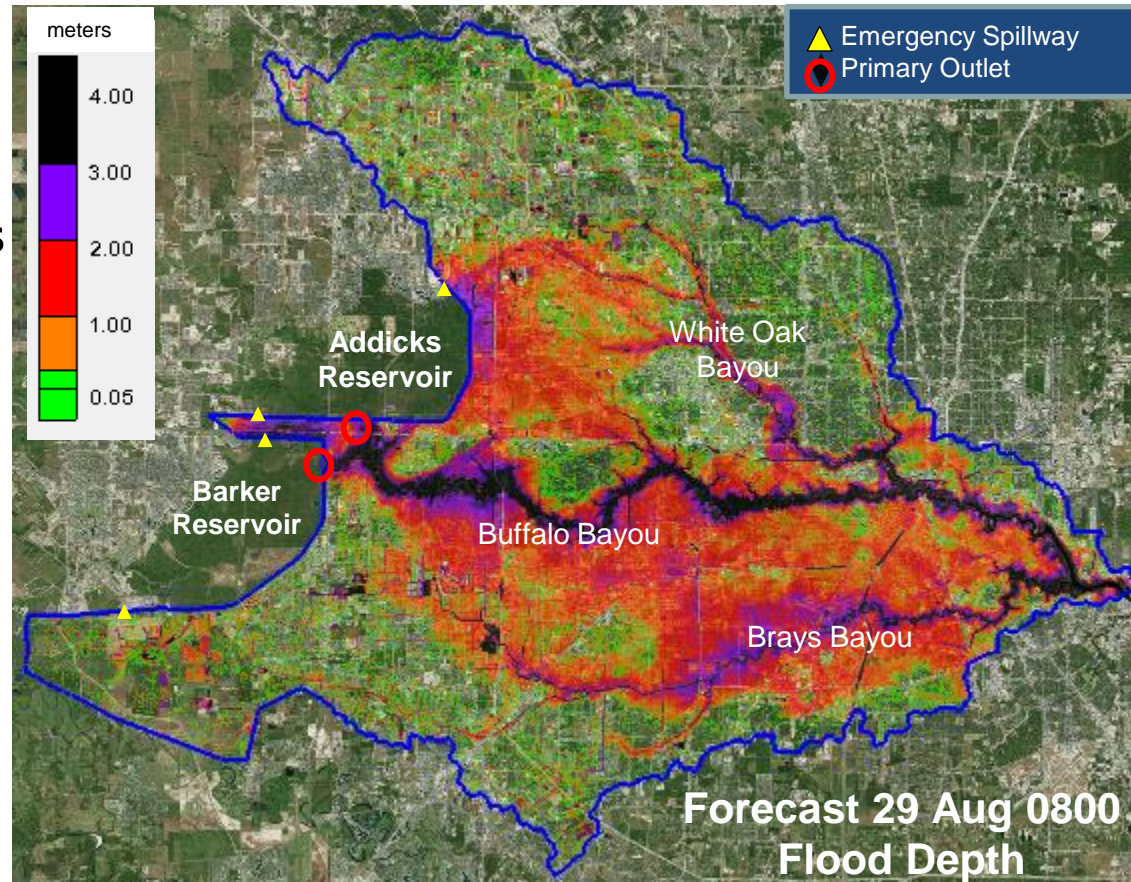 meters
4.00
3.00
2.00
1.00
0.05
Emergency Spillway
Primary Outlet
s
Addicks
Reservoir
White Oak
Bayou
Barker
Reservoir
Buffalo Bayou
Brays Bayou
Forecast 29 Aug 0800
Flood Depth